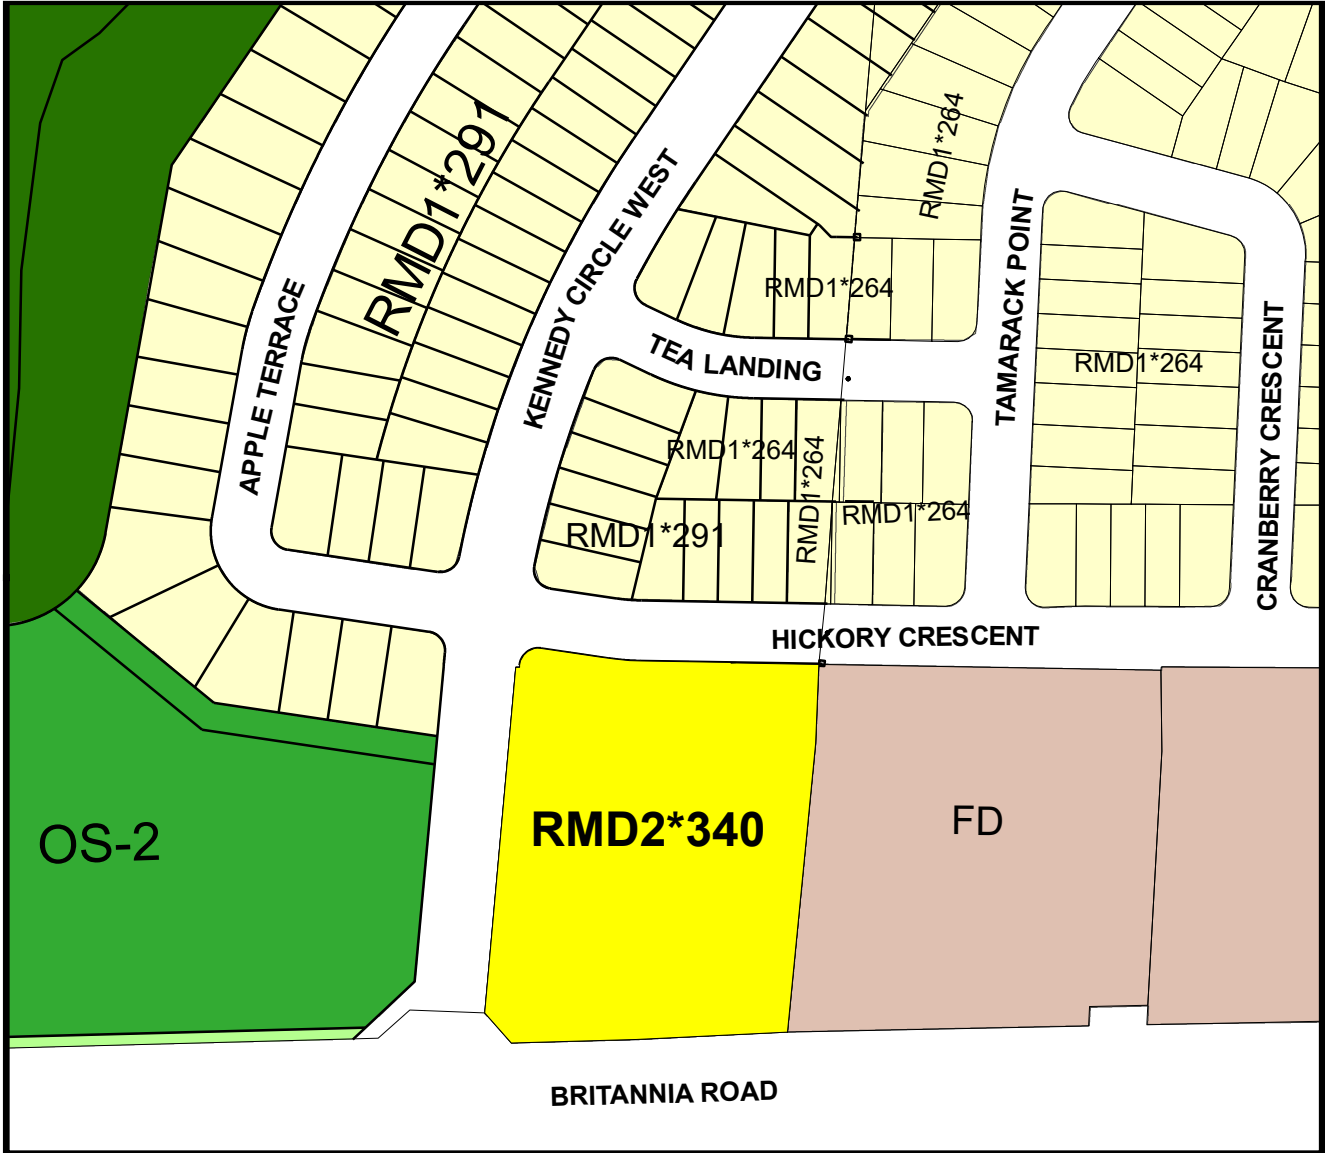 RMD1*291
RMD1*264
KENNEDY CIRCLE WEST
TAMARACK POINT
RMD1*264
APPLE TERRACE
CRANBERRY CRESCENT
TEA LANDING
RMD1*264
RMD1*264
RMD1*264
RMD1*264
RMD1*291
HICKORY CRESCENT
OS-2
RMD2*340
FD
BRITANNIA ROAD